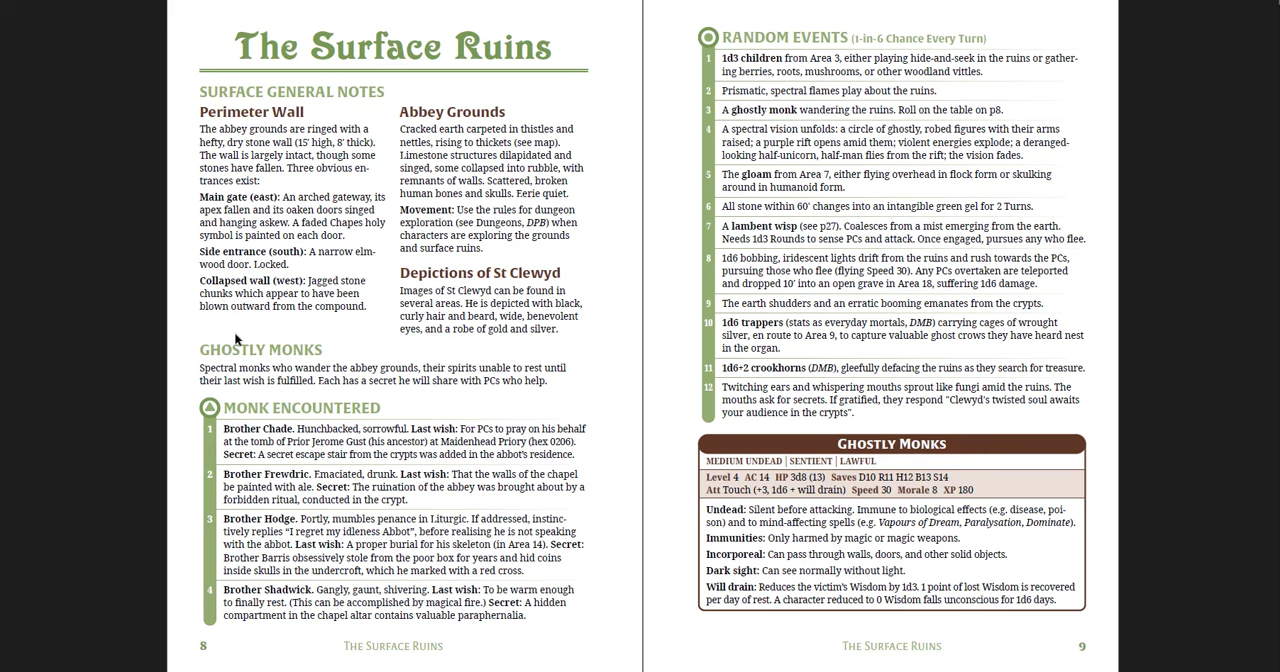 The Surface Ruins
SURFACE GENERAL NOTES
Perimeter Wall
The abbey grounds are ringed with a
hefty, dry stone wall (15′ high, 8′ thick).
The wall is largely intact, though some
stones have fallen. Three obvious en-
trances exist:
Main gate (east): An arched gateway, its
apex fallen and its oaken doors singed
and hanging askew. A faded Chapes holy
symbol is painted on each door.
Side entrance (south): A narrow elm-
wood door. Locked.
Collapsed wall (west): Jagged stone
chunks which appear to have been
blown outward from the compound.
Abbey Grounds
Cracked earth carpeted in thistles and
nettles, rising to thickets (see map).
Limestone structures dilapidated and
singed, some collapsed into rubble, with
remnants of walls. Scattered, broken
human bones and skulls. Eerie quiet.
Movement: Use the rules for dungeon
exploration (see Dungeons, DPB) when
characters are exploring the grounds
and surface ruins.
Depictions of St Clewyd
Images of St Clewyd can be found in
several areas. He is depicted with black,
curly hair and beard, wide, benevolent
eyes, and a robe of gold and silver.
GHOSTLY MONKS
Spectral monks who wander the abbey grounds, their spirits unable to rest until
their last wish is fulfilled. Each has a secret he will share with PCs who help.
MONK ENCOUNTERED
1 Brother Chade. Hunchbacked, sorrowful. Last wish: For PCs to pray on his behalf
at the tomb of Prior Jerome Gust (his ancestor) at Maidenhead Priory (hex 0206).
Secret: A secret escape stair from the crypts was added in the abbot's residence.
2 Brother Frewdric. Emaciated, drunk. Last wish: That the walls of the chapel
be painted with ale. Secret: The ruination of the abbey was brought about by a
forbidden ritual, conducted in the crypt.
3 Brother Hodge. Portly, mumbles penance in Liturgic. If addressed, instinc-
tively replies “I regret my idleness Abbot”, before realising he is not speaking
with the abbot. Last wish: A proper burial for his skeleton (in Area 14). Secret:
Brother Barris obsessively stole from the poor box for years and hid coins
inside skulls in the undercroft, which he marked with a red cross.
4 Brother Shadwick. Gangly, gaunt, shivering. Last wish: To be warm enough
to finally rest. (This can be accomplished by magical fire.) Secret: A hidden
compartment in the chapel altar contains valuable paraphernalia.
8
The Surface Ruins
RANDOM EVENTS (1-in-6 Chance Every Turn)
1 1d3 children from Area 3, either playing hide-and-seek in the ruins or gather-
ing berries, roots, mushrooms, or other woodland vittles.
2 Prismatic, spectral flames play about the ruins.
3 A ghostly monk wandering the ruins. Roll on the table on p8.
4 A spectral vision unfolds: a circle of ghostly, robed figures with their arms
raised; a purple rift opens amid them; violent energies explode; a deranged-
looking half-unicorn, half-man flies from the rift; the vision fades.
5 The gloam from Area 7, either flying overhead in flock form or skulking
around in humanoid form.
6 All stone within 60′ changes into an intangible green gel for 2 Turns.
7 A lambent wisp (see p27). Coalesces from a mist emerging from the earth.
Needs 1d3 Rounds to sense PCs and attack. Once engaged, pursues any who flee.
8 1d6 bobbing, iridescent lights drift from the ruins and rush towards the PCs,
pursuing those who flee (flying Speed 30). Any PCs overtaken are teleported
and dropped 10′ into an open grave in Area 18, suffering 1d6 damage.
9 The earth shudders and an erratic booming emanates from the crypts.
10 1d6 trappers (stats as everyday mortals, DMB) carrying cages of wrought
silver, en route to Area 9, to capture valuable ghost crows they have heard nest
in the organ.
11 1d6+2 crookhorns (DMB), gleefully defacing the ruins as they search for treasure.
12 Twitching ears and whispering mouths sprout like fungi amid the ruins. The
mouths ask for secrets. If gratified, they respond "Clewyd's twisted soul awaits
your audience in the crypts".
Ghostly Monks
MEDIUM UNDEAD | SENTIENT | LAWFUL
Level 4 AC 14 HP 3d8 (13) Saves D10 R11 H12 B13 S14
Att Touch (+3, 1d6 + will drain) Speed 30 Morale 8 XP 180
Undead: Silent before attacking. Immune to biological effects (e.g. disease, poi-
son) and to mind-affecting spells (e.g. Vapours of Dream, Paralysation, Dominate).
Immunities: Only harmed by magic or magic weapons.
Incorporeal: Can pass through walls, doors, and other solid objects.
Dark sight: Can see normally without light.
Will drain: Reduces the victim's Wisdom by 1d3. 1 point of lost Wisdom is recovered
per day of rest. A character reduced to 0 Wisdom falls unconscious for 1d6 days.
The Surface Ruins
9